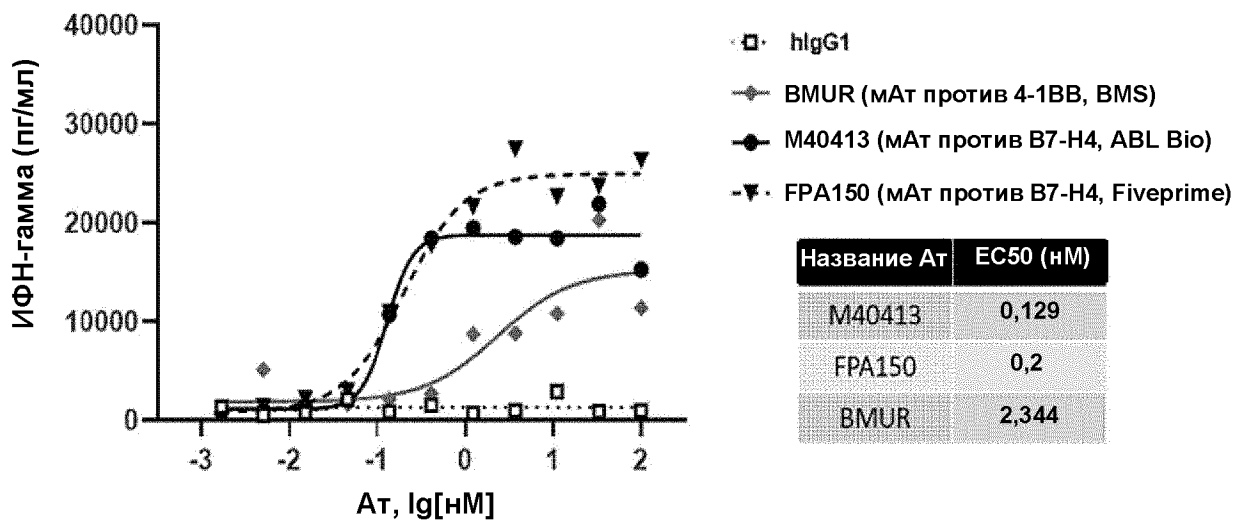 40000
30000
20000
10000
0
ИФН-гамма (пг/мл)
-3 -2 -1 0 1 2
Ат, lg[нМ]
hIgG1
BMUR (мАт против 4-1BB, BMS)
M40413 (мАт против B7-H4, ABL Bio)
FPA150 (мАт против B7-H4, Fiveprime)
Название Ат EC50 (нМ)
M40413 0,129
FPA150 0,2
BMUR 2,344